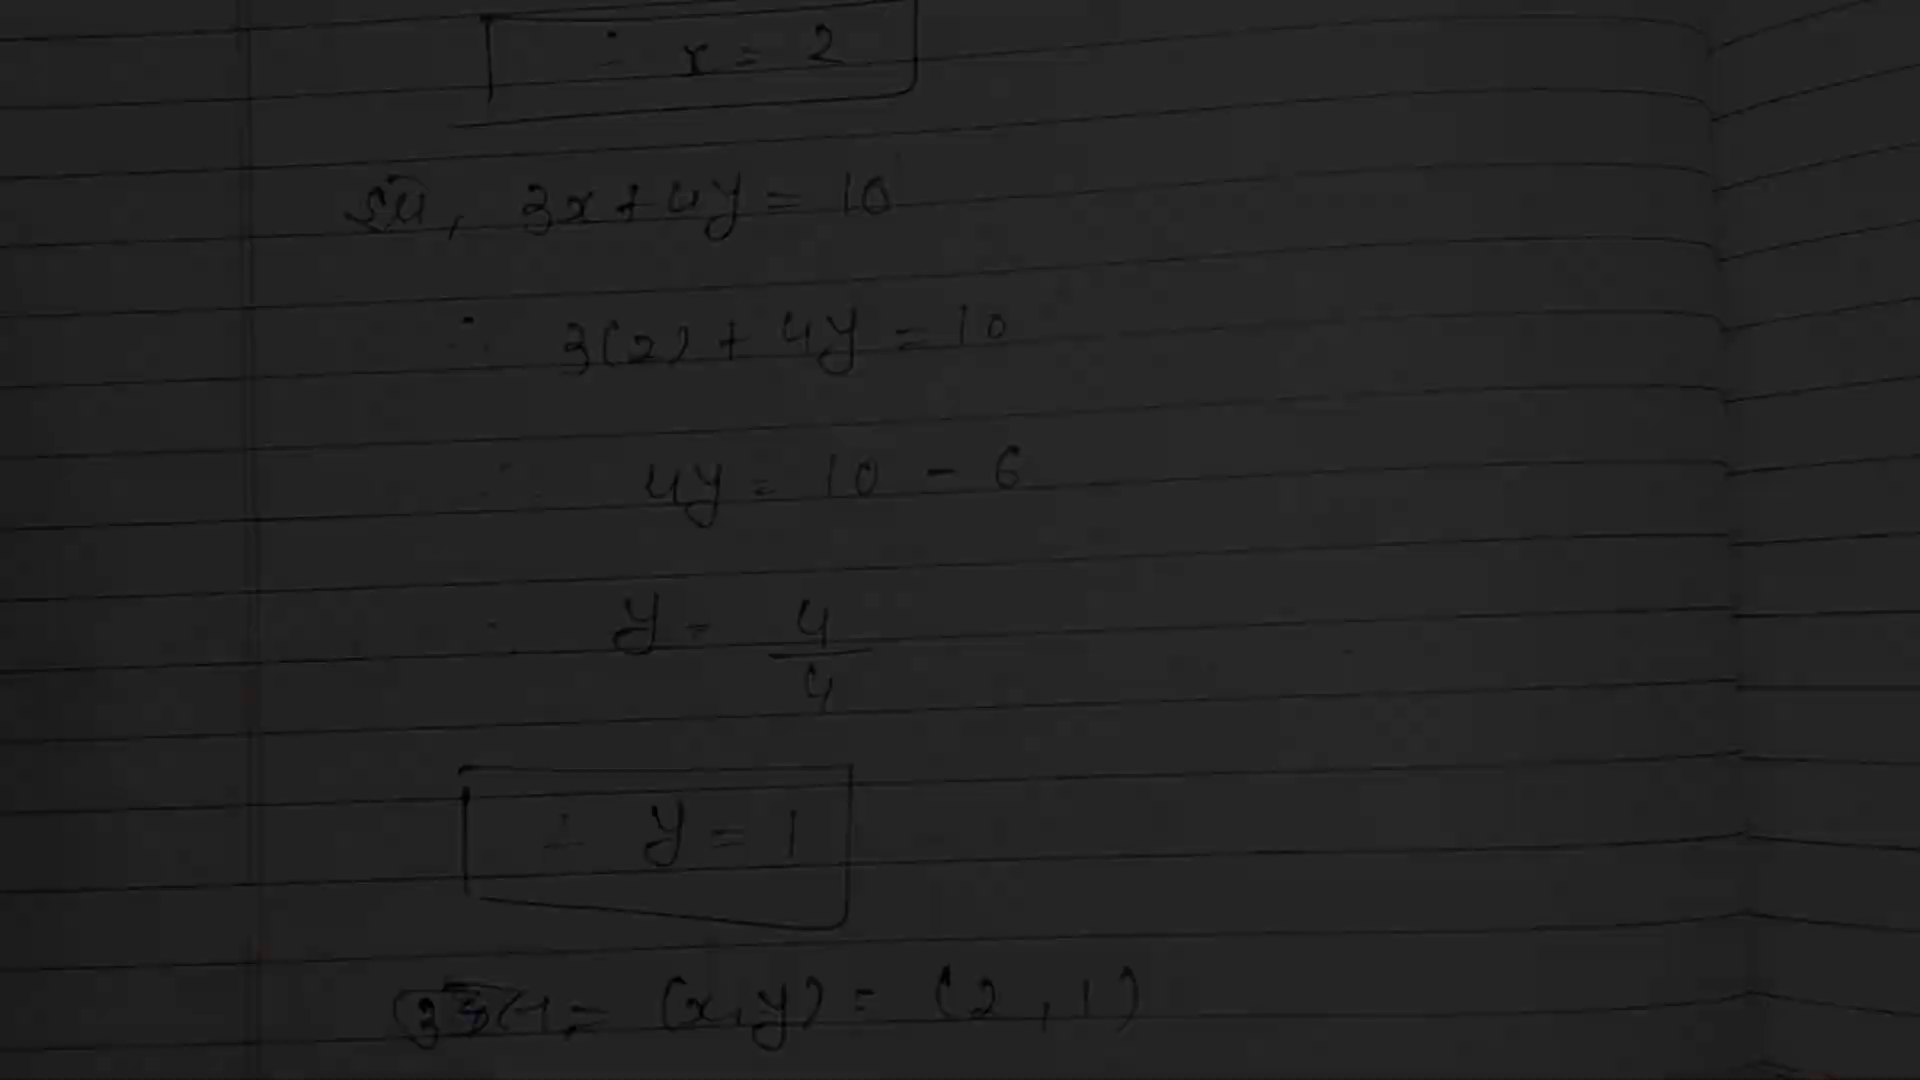 ∴ x = 2
3x + 4y = 10
∴ 3(2) + 4y = 10
∴ 4y = 10 - 6
∴ y = 4/4
∴ y = 1
= (x, y) = (2, 1)